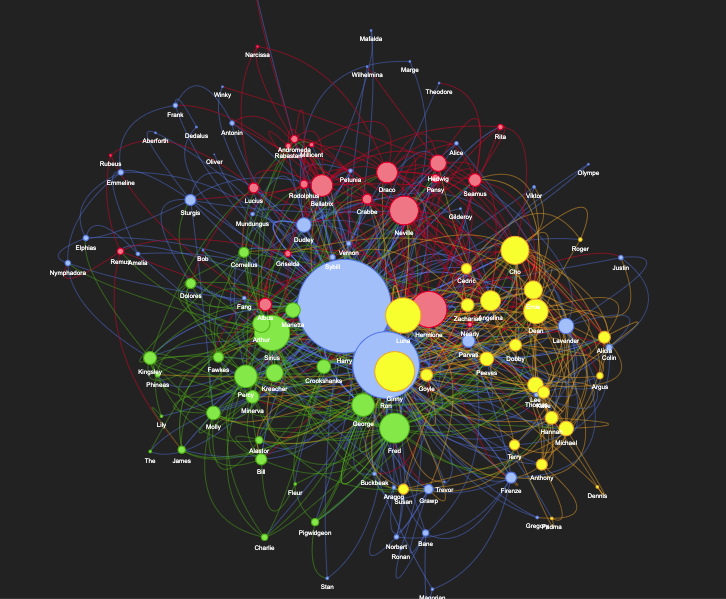 Mafalda
Narcissa
Wilhelmina
Marge
Theodore
Winky
Frank
Antonin
Dedalus
Aberforth
Rita
Andromeda
Rabastan
Millicent
Alice
Oliver
Rubeus
Emmeline
Petunia
Draco
Hedwig
Pansy
Seamus
Olympe
Viktor
Lucius
Rodolphus
Bellatrix
Crabbe
Sturgis
Mundungus
Dudley
Neville
Gilderoy
Elphias
Nymphadora
Remus
Amelia
Bob
Cornelius
Griselda
Vernon
Sybill
Cho
Roger
Justin
Cedric
Dolores
Fang
Albus
Marietta
Zacharias
Angelina
Dean
Luna
Hermione
Neady
Lavender
Alicia
Colin
Arthur
Sirius
Harry
Parvati
Dobby
Peeves
Kingsley
Phineas
Fawkes
Percy
Kreacher
Crookshanks
Goyle
Argus
Ginny
Ron
Minerva
Molly
Lily
George
Lee
Hannah
Michael
Fred
The
James
Alastor
Bill
Terry
Anthony
Buckbeak
Aragog
Susan
Trevor
Grawp
Firenze
Fleur
Dennis
Pigwidgeon
Padma
Charlie
Norbert
Ronan
Bane
Stan
Magorian